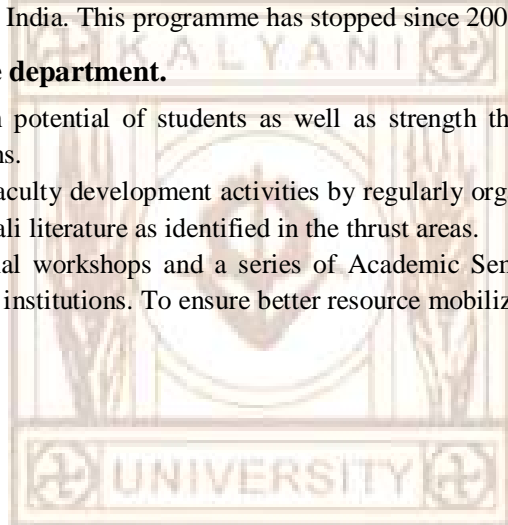 India. This programme has stopped since 200
KALYANI
department.
potential of students as well as strength th
ns.
aculty development activities by regularly org
ali literature as identified in the thrust areas.
al workshops and a series of Academic Sen
institutions. To ensure better resource mobiliz
UNIVERSITY